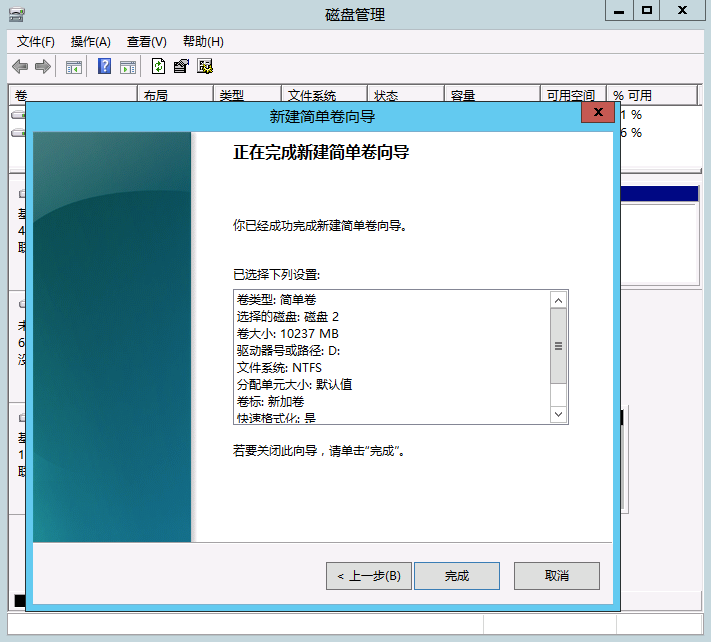 磁盘管理
文件(F) 操作(A) 查看(V) 帮助(H)
卷 布局 类型 文件系统 状态 容量 可用空间 % 可用
1 %
6 %
新建简单卷向导
正在完成新建简单卷向导
你已经成功完成新建简单卷向导。
已选择下列设置:
卷类型: 简单卷
选择的磁盘: 磁盘 2
卷大小: 10237 MB
驱动器号或路径: D:
文件系统: NTFS
分配单元大小: 默认值
卷标: 新加卷
快速格式化: 是
若要关闭此向导，请单击“完成”。
< 上一步(B) 完成 取消
基
4
联
未
6
没
基
1
联